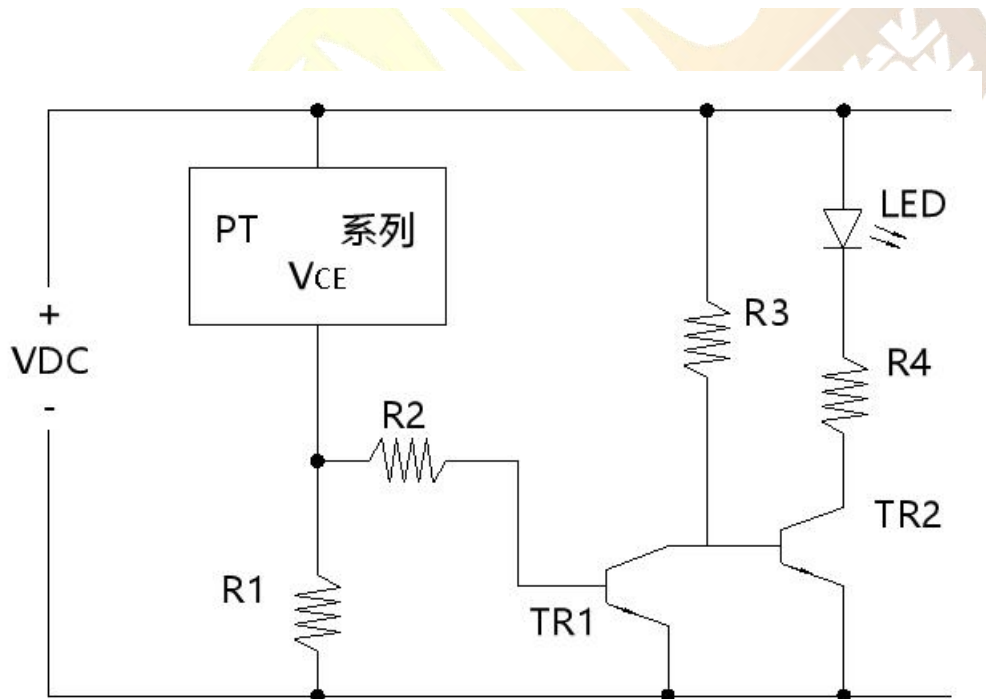 PT 系列
VCE
+
VDC
-
R1
R2
TR1
R3
LED
R4
TR2